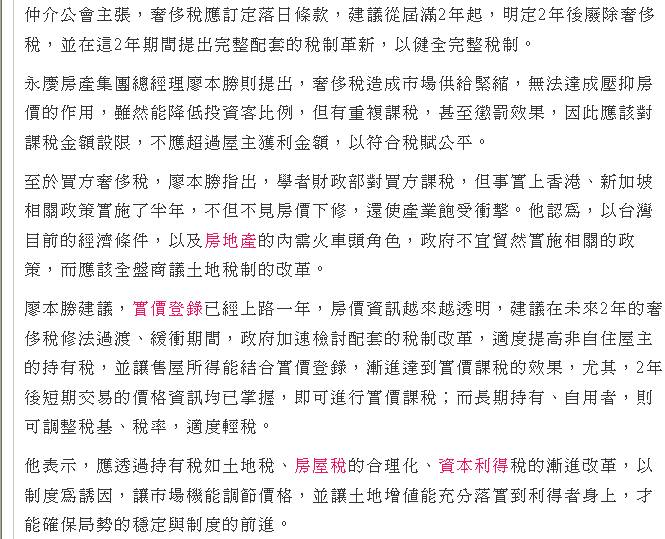 仲介公會主張，奢侈稅應訂定落日條款，建議從屆滿2年起，明定2年後廢除奢侈
稅，並在這2年期間提出完整配套的稅制革新，以健全完整稅制。
永慶房產集團總經理廖本勝則提出，奢侈稅造成市場供給緊縮，無法達成壓抑房
價的作用，雖然能降低投資客比例，但有重複課稅，甚至懲罰效果，因此應該對
課稅金額設限，不應超過屋主獲利金額，以符合稅賦公平。
至於買方奢侈稅，廖本勝指出，學者財政部對買方課稅，但事實上香港、新加坡
相關政策實施了半年，不但不見房價下修，還使產業飽受衝擊。他認為，以台灣
目前的經濟條件，以及房地產的內需火車頭角色，政府不宜貿然實施相關的政
策，而應該全盤商議土地稅制的改革。
廖本勝建議，實價登錄已經上路一年，房價資訊越來越透明，建議在未來2年的奢
侈稅修法過渡、緩衝期間，政府加速檢討配套的稅制改革，適度提高非自住屋主
的持有稅，並讓售屋所得能結合實價登錄，漸進達到實價課稅的效果，尤其，2年
後短期交易的價格資訊均已掌握，即可進行實價課稅；而長期持有、自用者，則
可調整稅基、稅率，適度輕稅。
他表示，應透過持有稅如土地稅、房屋稅的合理化、資本利得稅的漸進改革，以
制度為誘因，讓市場機能調節價格，並讓土地增值能充分落實到利得者身上，才
能確保局勢的穩定與制度的前進。